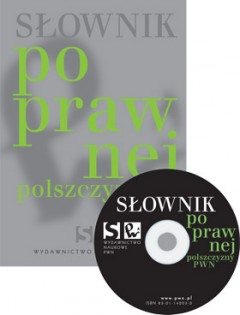 SŁOWNIK
po
praw
nej
polszczyzn
WYDAWNICTWO
SŁOWNIK
po
praw
nej
polszczyzny
PWN
WYDAWNICTWO
NAUKOWE
PWN
www.pwn.pl